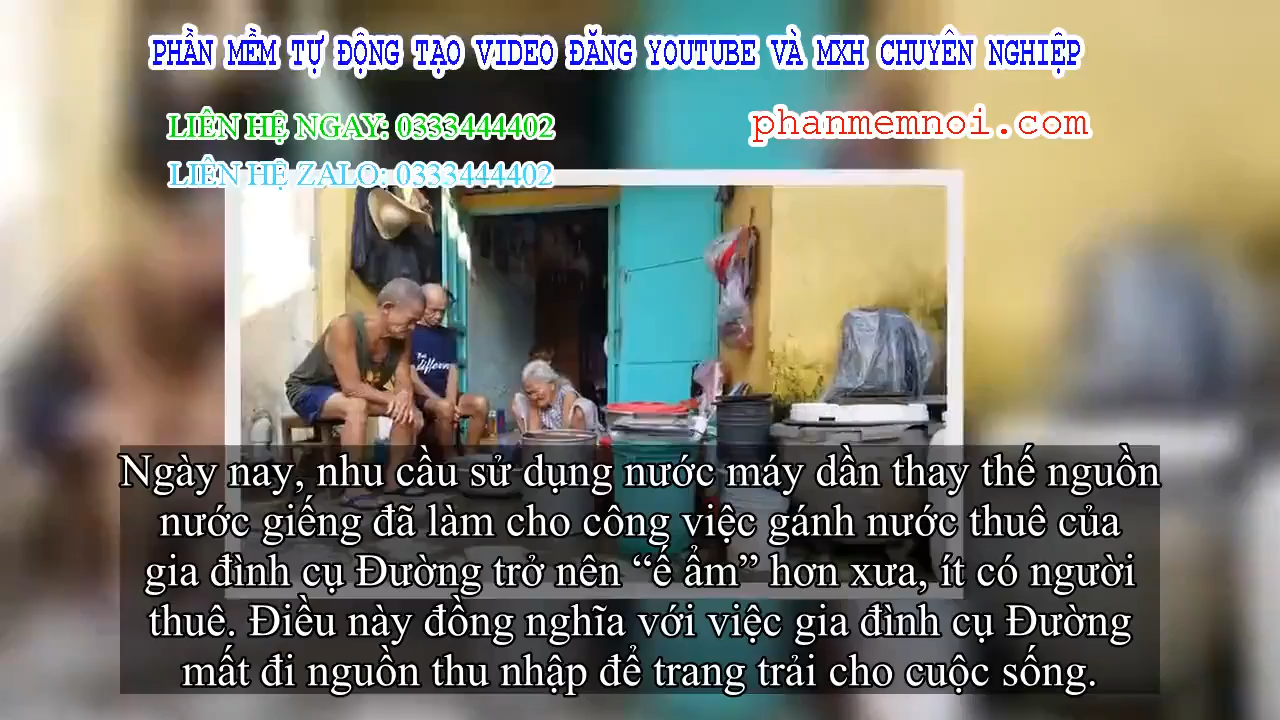 PHẦN MỀM TỰ ĐỘNG TẠO VIDEO ĐĂNG YOUTUBE VÀ MXH CHUYÊN NGHIỆP
LIÊN HỆ NGAY: 0333444402
phanmemnoi.com
LIÊN HỆ ZALO: 0333444402
different
Ngày nay, nhu cầu sử dụng nước máy dần thay thế nguồn
nước giếng đã làm cho công việc gánh nước thuê của
gia đình cụ Đường trở nên “ế ẩm” hơn xưa, ít có người
thuê. Điều này đồng nghĩa với việc gia đình cụ Đường
mất đi nguồn thu nhập để trang trải cho cuộc sống.